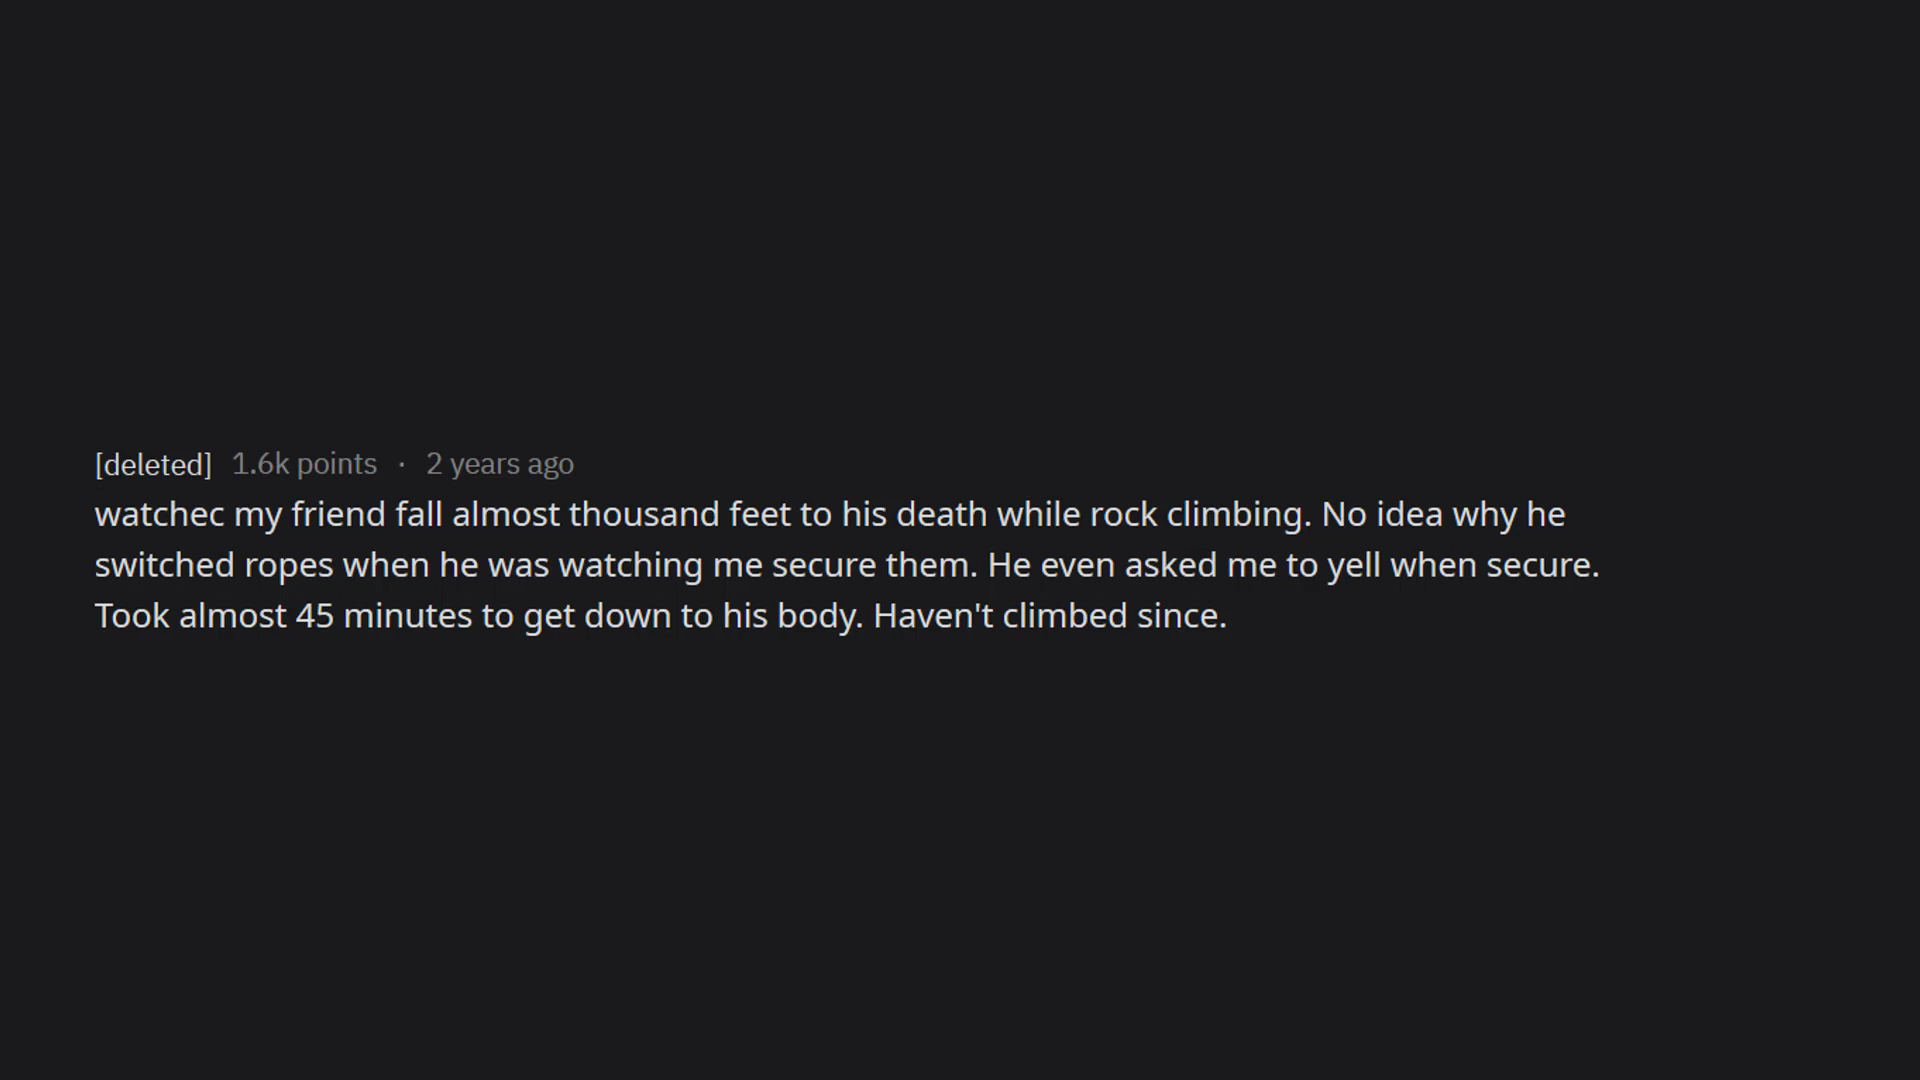 [deleted] 1.6k points · 2 years ago
watchec my friend fall almost thousand feet to his death while rock climbing. No idea why he
switched ropes when he was watching me secure them. He even asked me to yell when secure.
Took almost 45 minutes to get down to his body. Haven't climbed since.